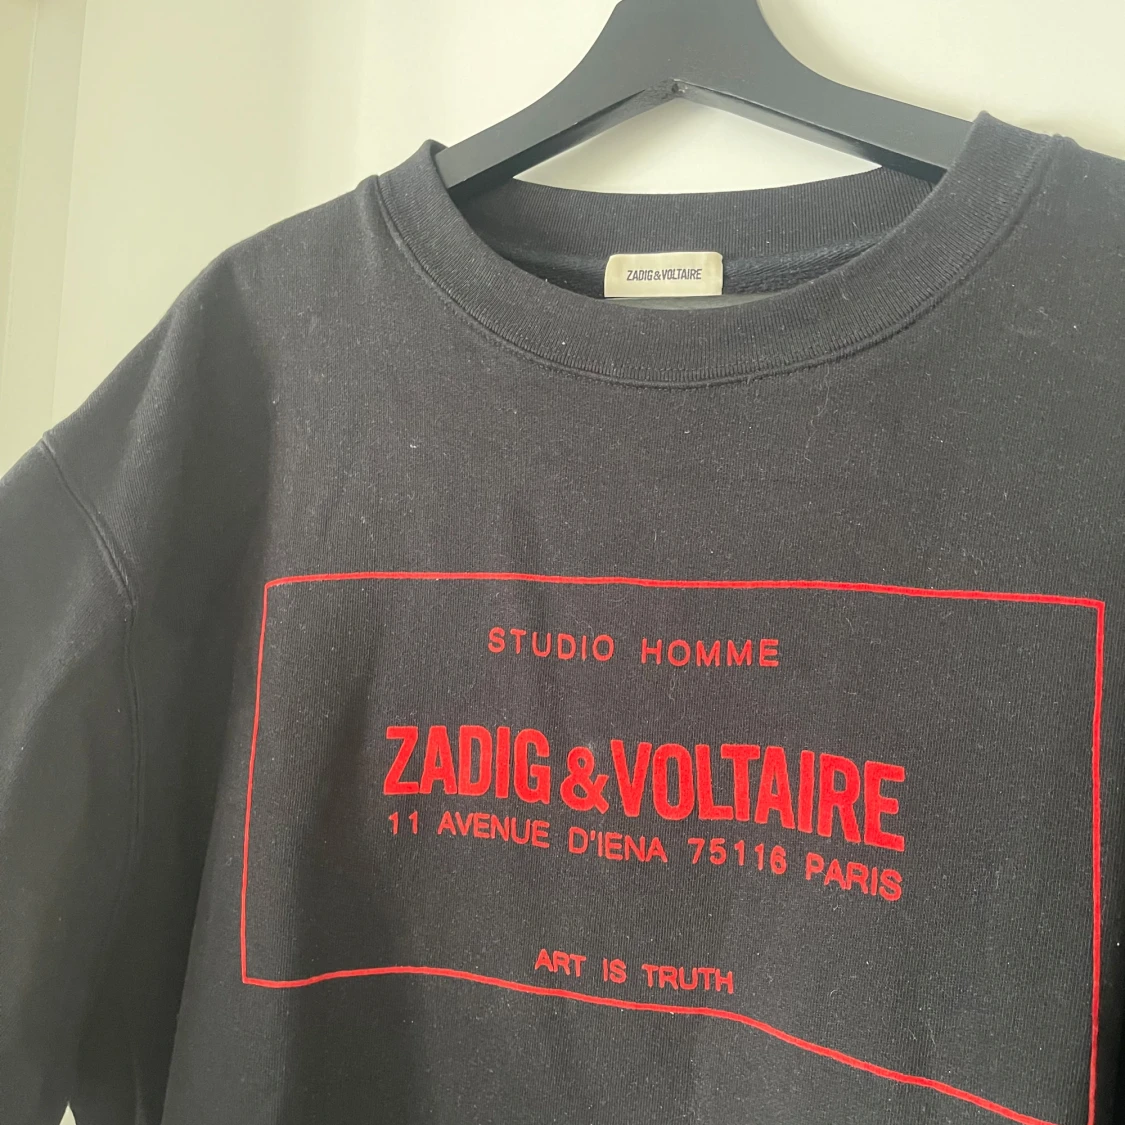 ZADIG&VOLTAIRE
STUDIO HOMME
ZADIG&VOLTAIRE
11 AVENUE D'IENA 75116 PARIS
ART IS TRUTH